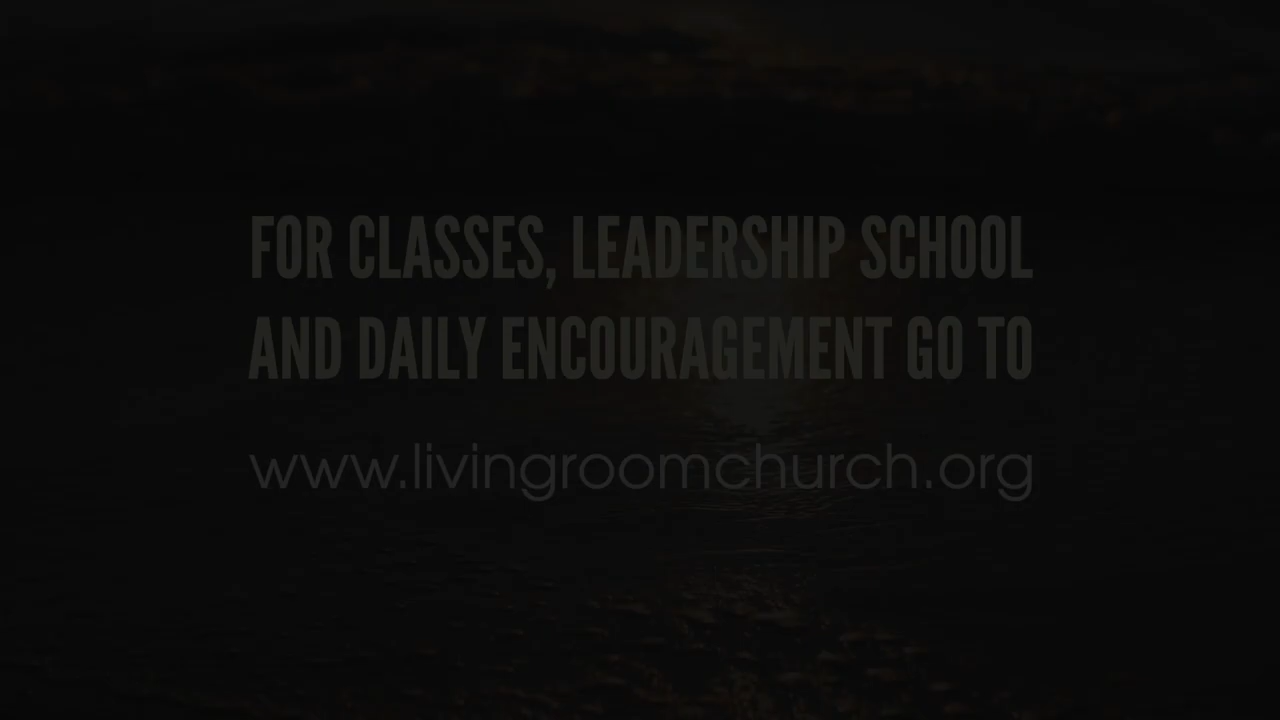 FOR CLASSES, LEADERSHIP SCHOOL
AND DAILY ENCOURAGEMENT GO TO
www.livingroomchurch.org